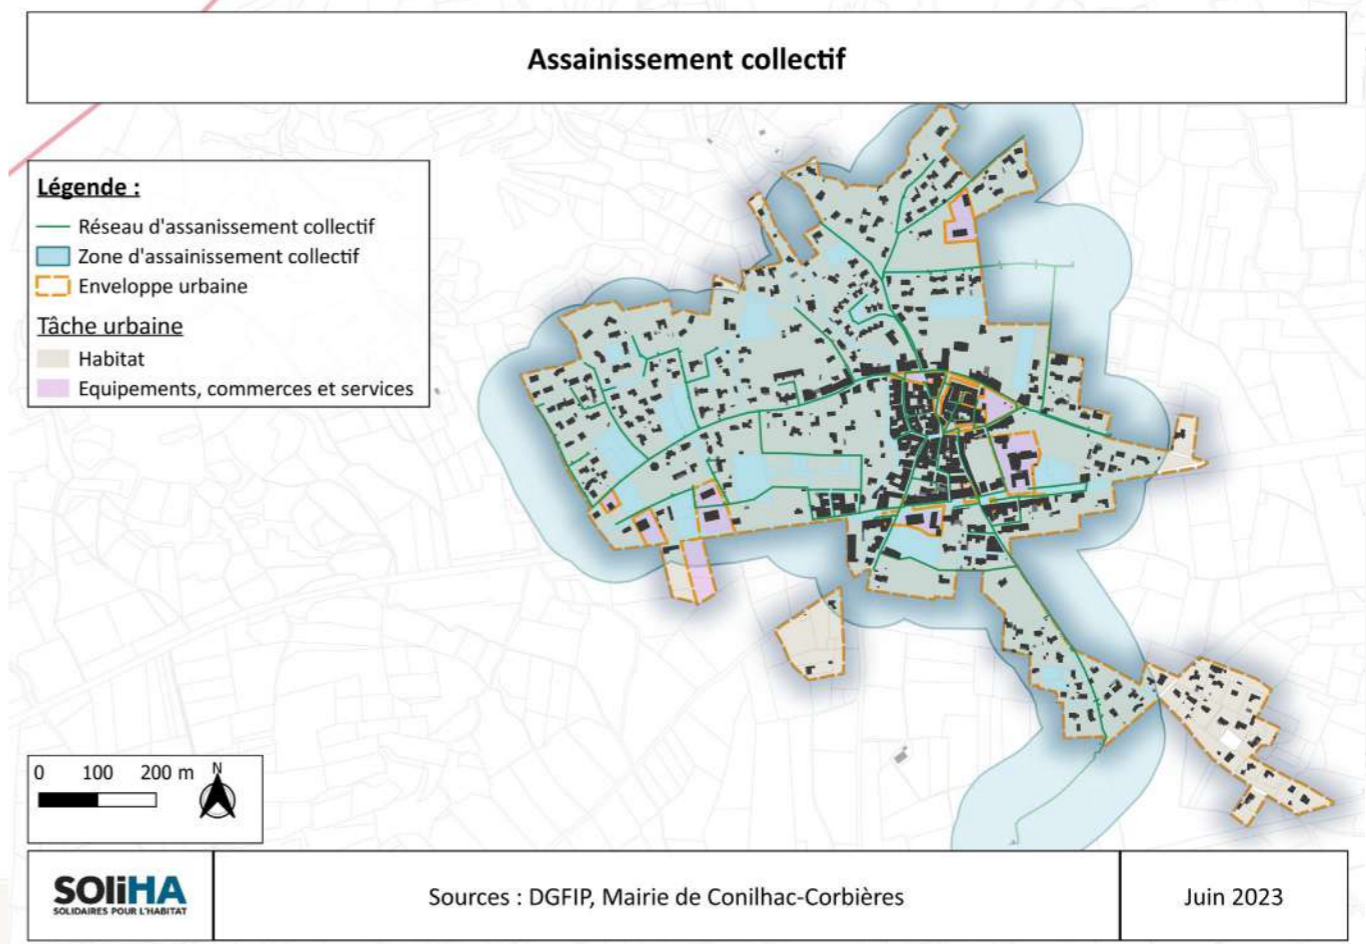 Assainissement collectif
Légende :
Réseau d'assanissement collectif
Zone d'assainissement collectif
Enveloppe urbaine
Tâche urbaine
Habitat
Equipements, commerces et services
0 100 200 m N
SOliHA
SOLIDAIRES POUR L'HABITAT
Sources : DGFIP, Mairie de Conilhac-Corbières
Juin 2023